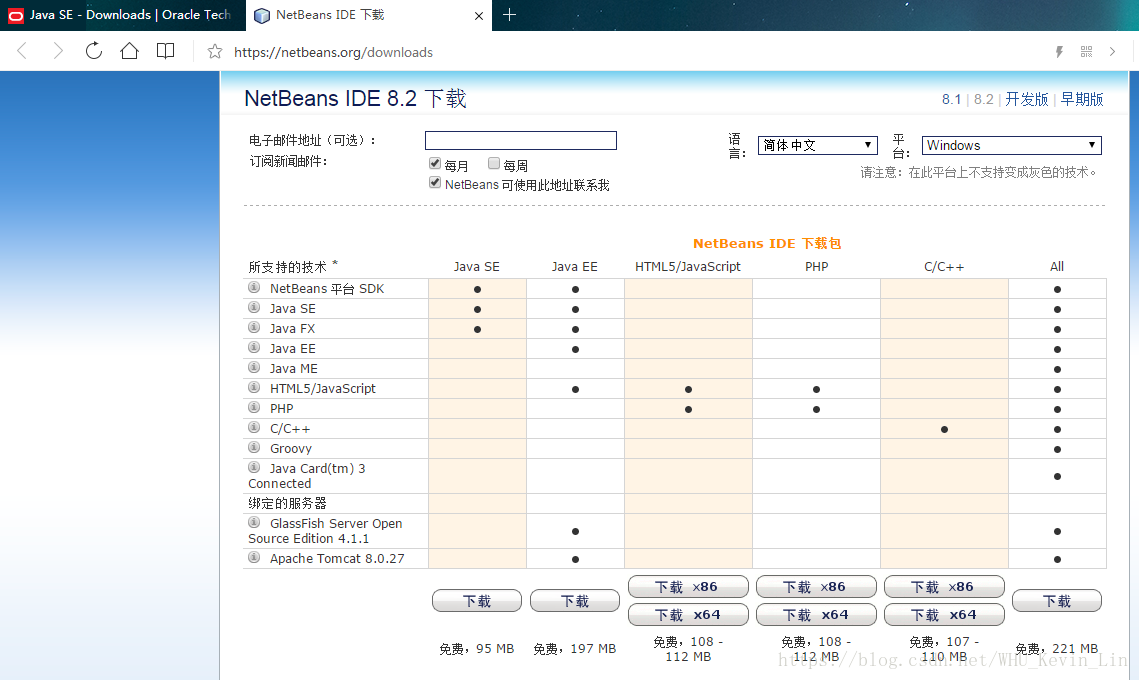 Java SE - Downloads | Oracle Tech
NetBeans IDE 下载
https://netbeans.org/downloads
NetBeans IDE 8.2 下载
8.1 | 8.2 | 开发版 | 早期版
电子邮件地址（可选）：
订阅新闻邮件：
每月 每周
NetBeans 可使用此地址联系我
语言： 简体中文 平台： Windows
请注意：在此平台上不支持变成灰色的技术。
NetBeans IDE 下载包
所支持的技术 * Java SE Java EE HTML5/JavaScript PHP C/C++ All
NetBeans 平台 SDK
Java SE
Java FX
Java EE
Java ME
HTML5/JavaScript
PHP
C/C++
Groovy
Java Card(tm) 3
Connected
绑定的服务器
GlassFish Server Open
Source Edition 4.1.1
Apache Tomcat 8.0.27
下载 下载 下载 x86 下载 x86 下载 x86 下载
下载 x64 下载 x64 下载 x64
免费，95 MB 免费，197 MB 免费，108 - 免费，108 - 免费，107 - 免费，221 MB
112 MB 112 MB 110 MB
https://blog.csdn.net/WHU_Kevin_Lin